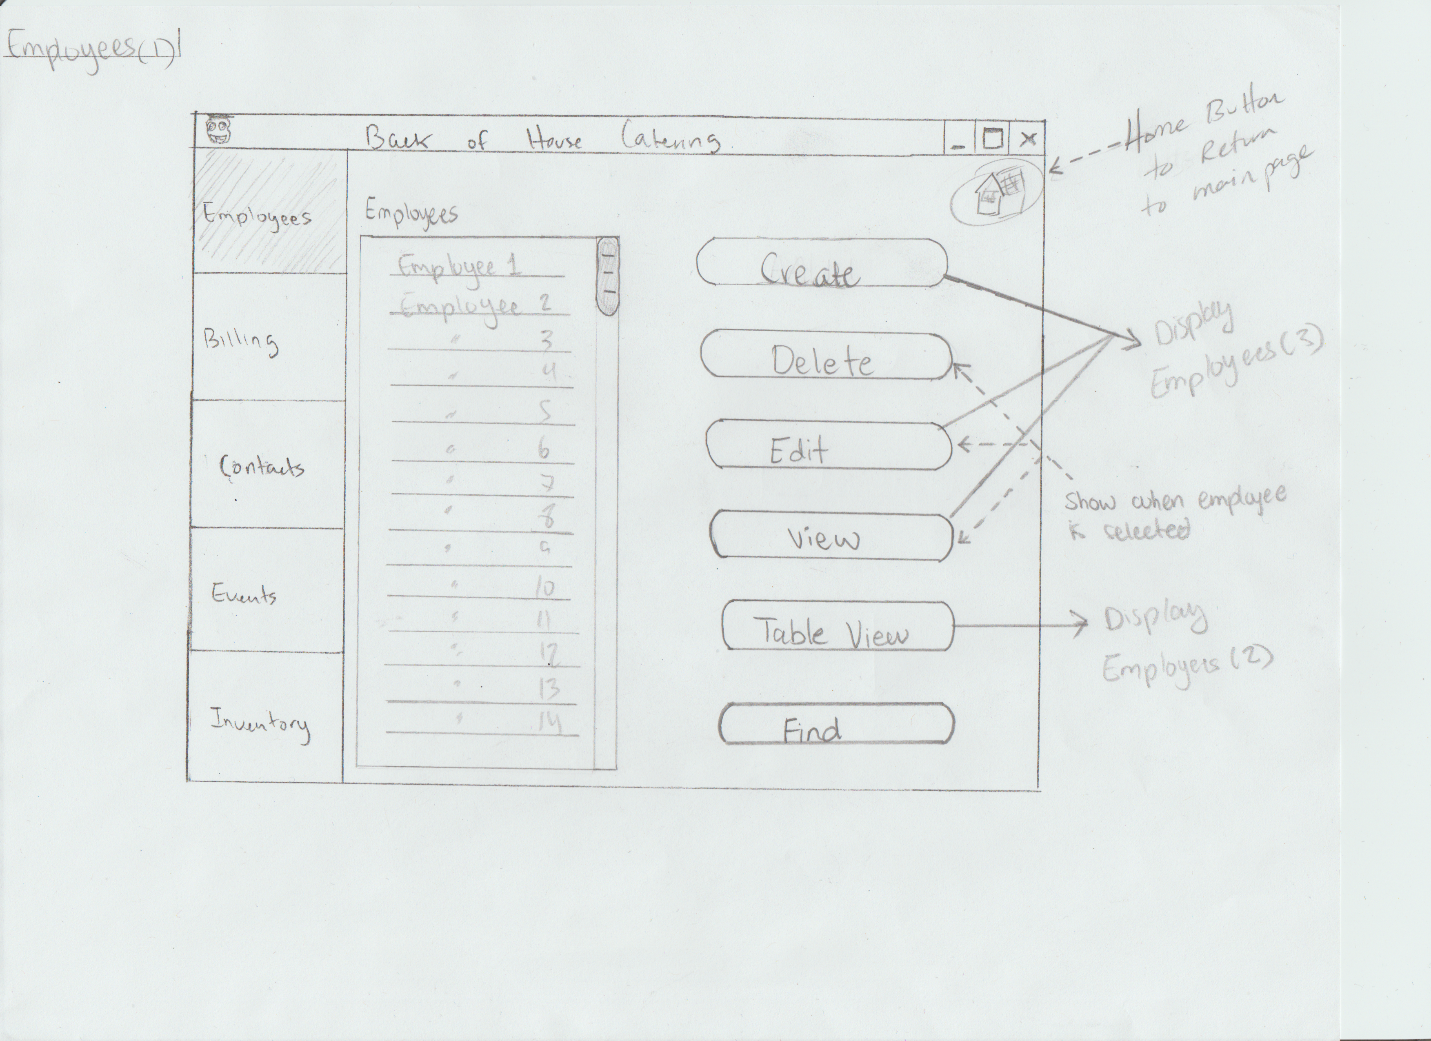 Employees(1)
Back of House Catering
Home Button
to Return
to main page
Employees
Billing
Contacts
Events
Inventory
Employees
Employee 1
Employee 2
" 3
" 4
" 5
" 6
" 7
" 8
" 9
" 10
" 11
" 12
" 13
" 14
Create
Delete
Edit
View
Table View
Find
Display
Employees(3)
Show when employee
is selected
Display
Employees(2)